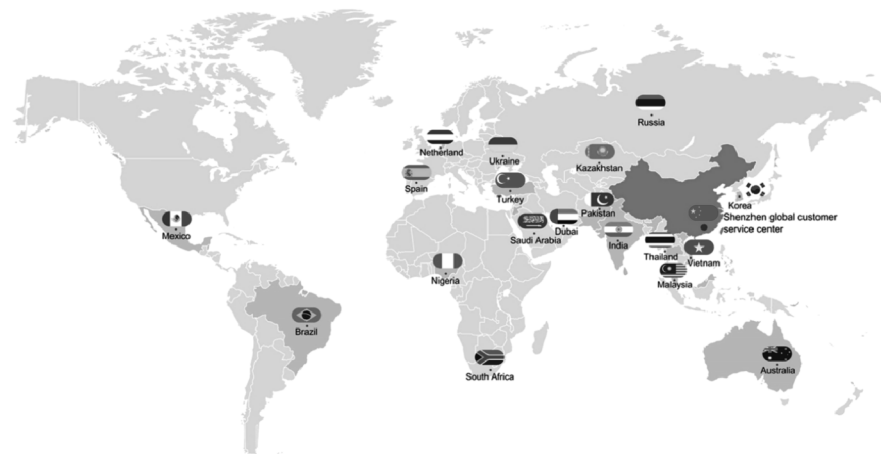 Russia
Netherland
Ukraine
Kazakhstan
Spain
Turkey
Pakistan
Korea
Shenzhen global customer
service center
Mexico
Saudi Arabia
Dubai
India
Thailand
Vietnam
Nigeria
Malaysia
Brazil
South Africa
Australia